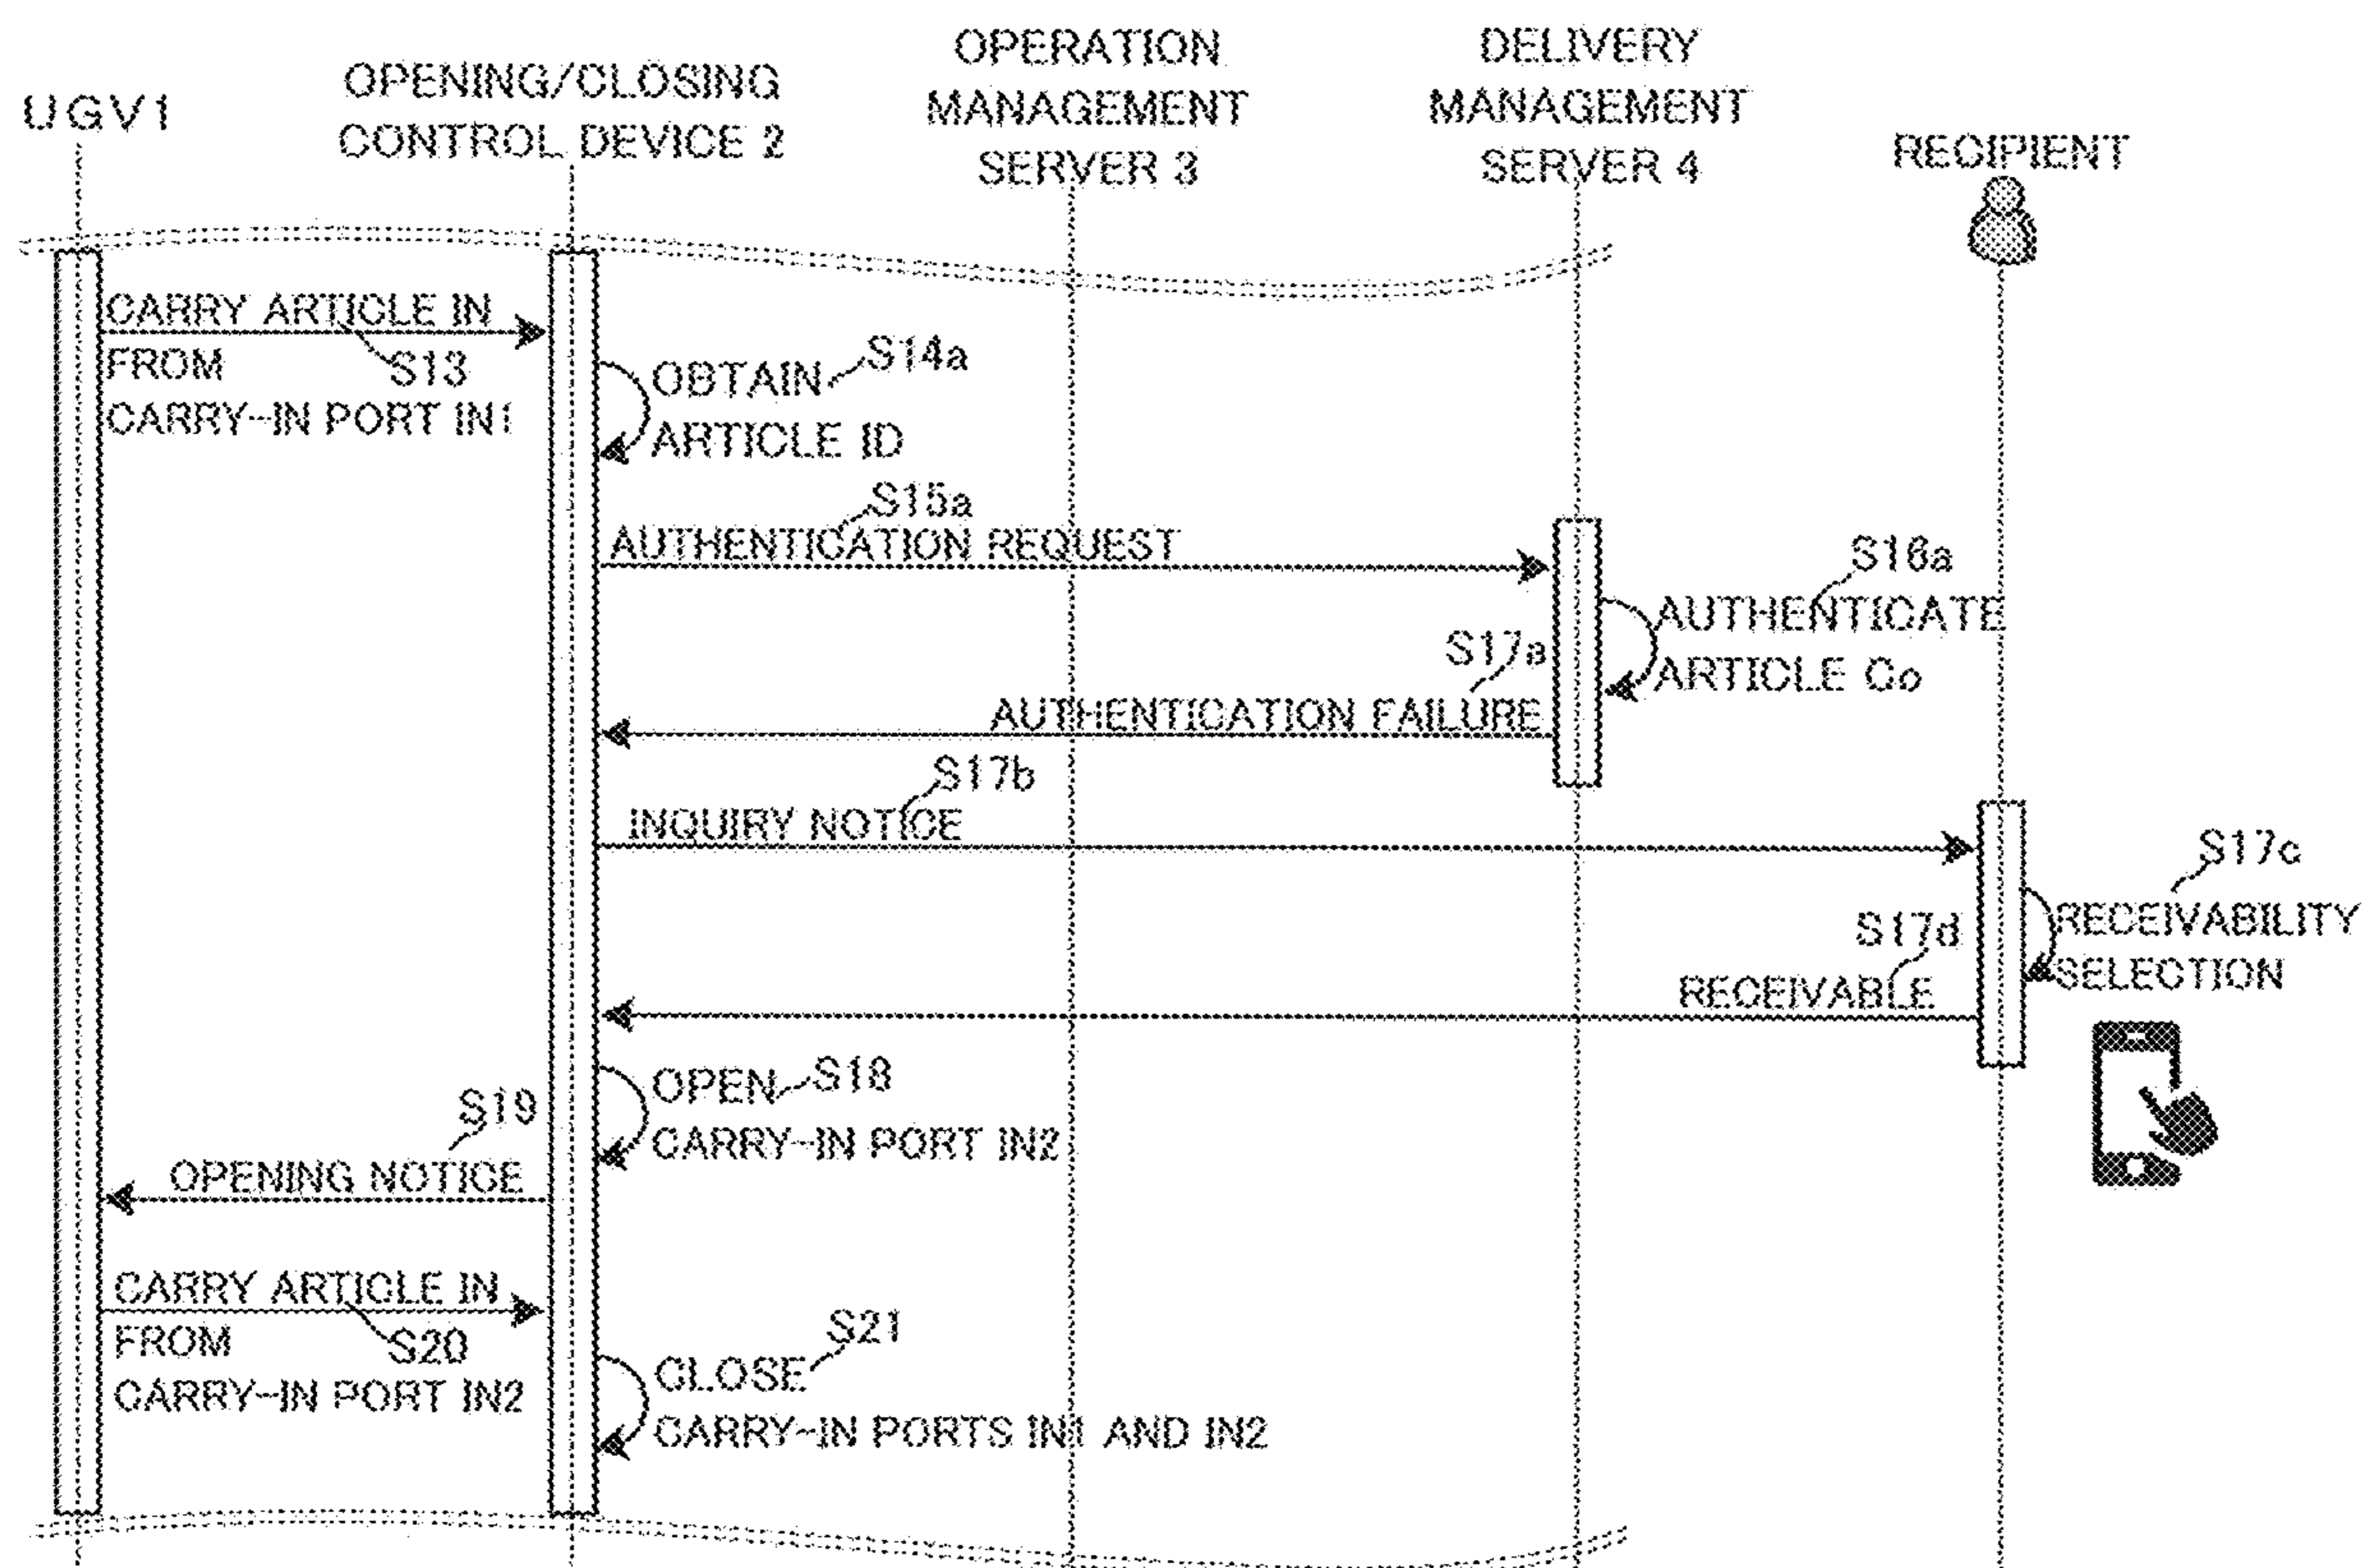 UGV1
OPENING/CLOSING
CONTROL DEVICE 2
OPERATION
MANAGEMENT
SERVER 3
DELIVERY
MANAGEMENT
SERVER 4
RECIPIENT
CARRY ARTICLE IN
FROM
CARRY-IN PORT IN1
S13
OBTAIN
ARTICLE ID
S14a
S15a
AUTHENTICATION REQUEST
S16a
AUTHENTICATE
ARTICLE Go
S17a
AUTHENTICATION FAILURE
S17b
INQUIRY NOTICE
S17c
RECEIVABILITY
SELECTION
S17d
RECEIVABLE
OPEN
CARRY-IN PORT IN2
S18
S19
OPENING NOTICE
CARRY ARTICLE IN
FROM
CARRY-IN PORT IN2
S20
S21
CLOSE
CARRY-IN PORTS IN1 AND IN2